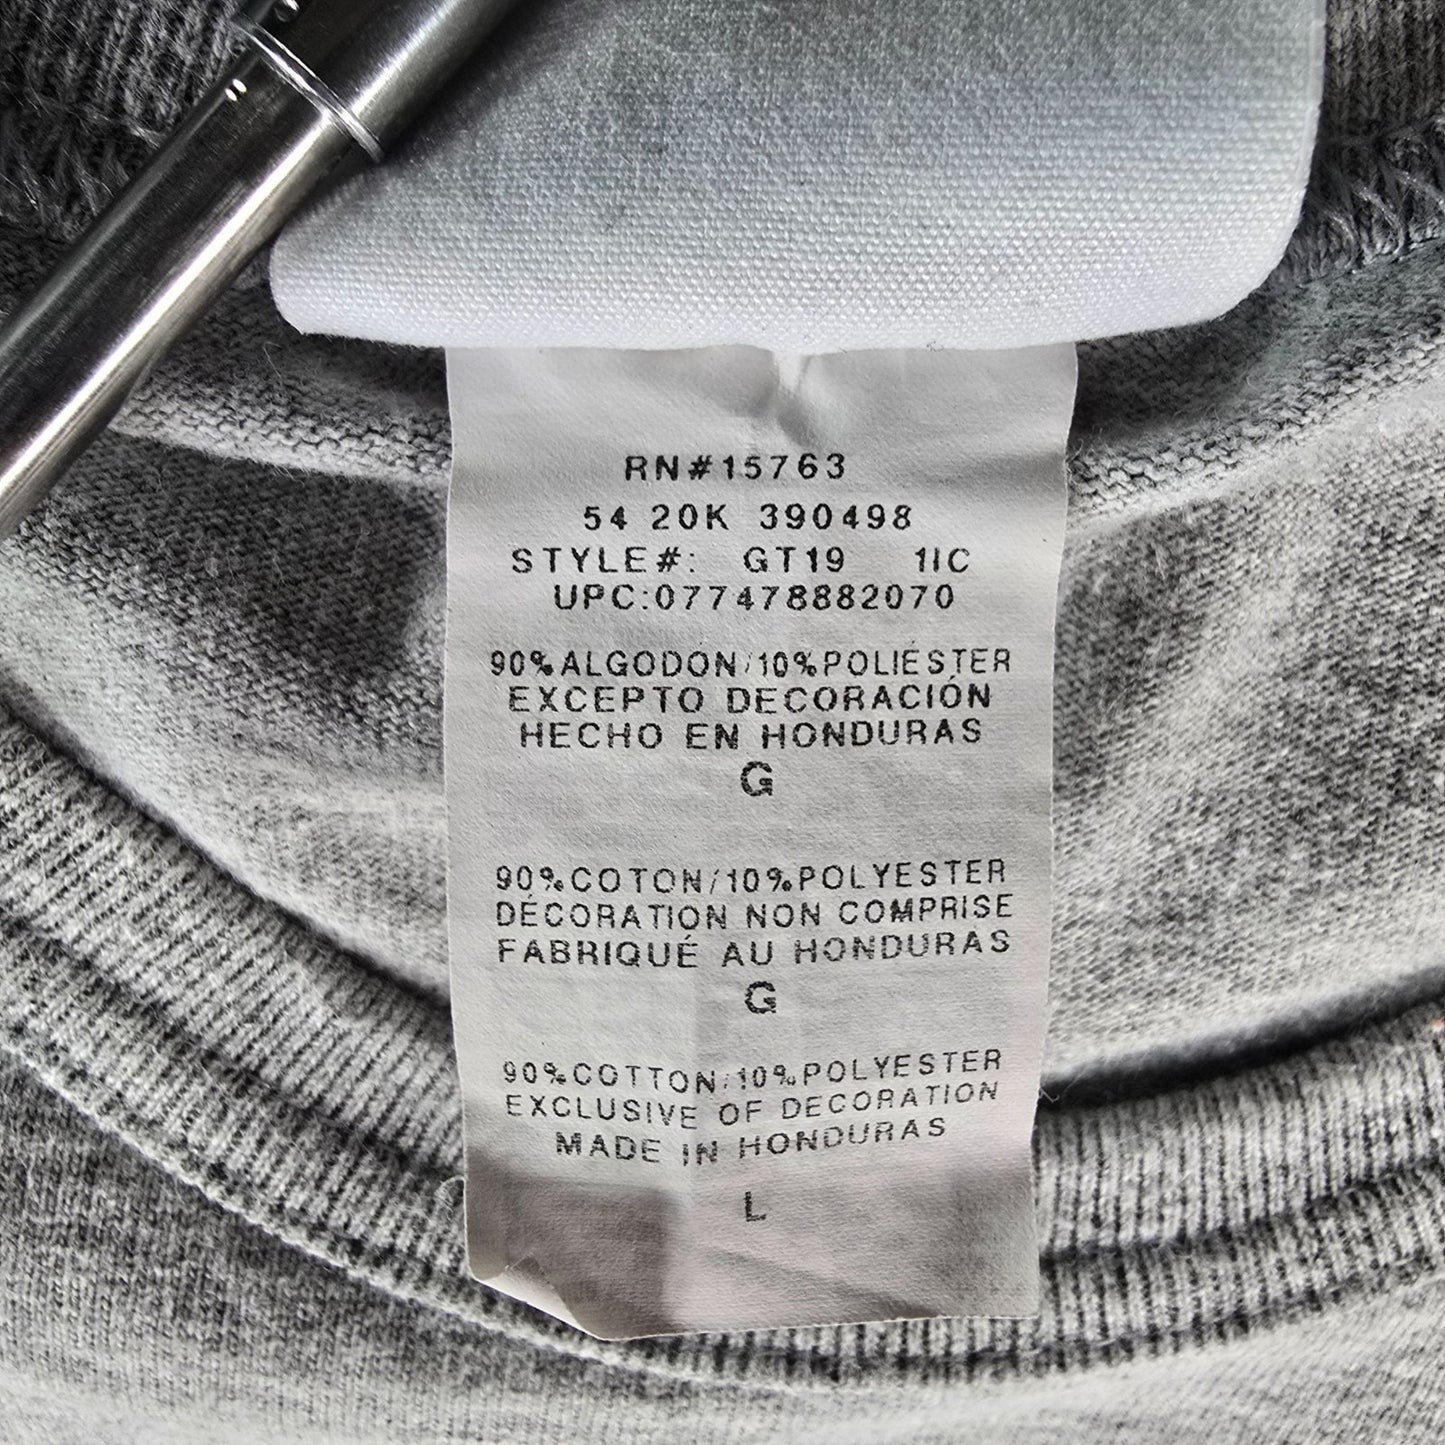 RN#15763
54 20K 390498
STYLE#: GT19 1IC
UPC:077478882070
90%ALGODON/10%POLIÉSTER
EXCEPTO DECORACIÓN
HECHO EN HONDURAS
G
90%COTON/10%POLYESTER
DÉCORATION NON COMPRISE
FABRIQUÉ AU HONDURAS
G
90%COTTON/10%POLYESTER
EXCLUSIVE OF DECORATION
MADE IN HONDURAS
L